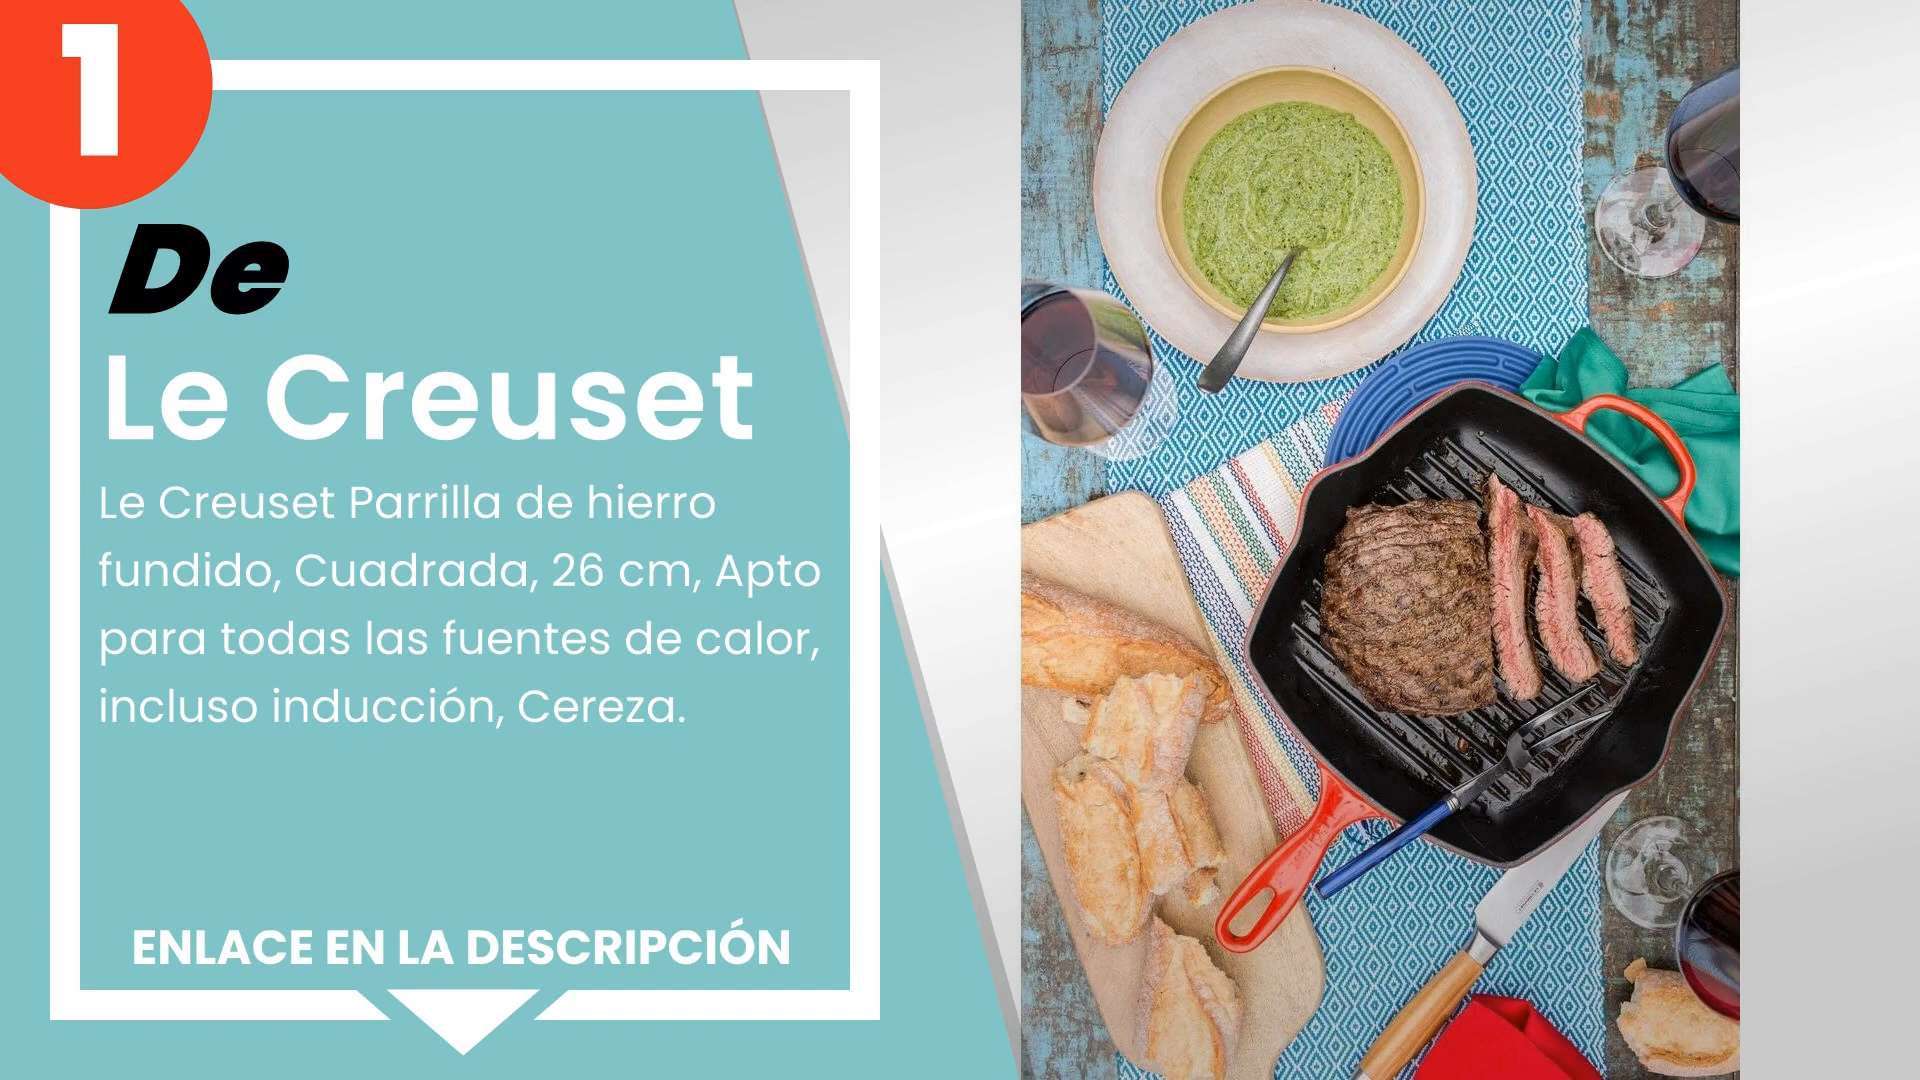 1
De
Le Creuset
Le Creuset Parrilla de hierro
fundido, Cuadrada, 26 cm, Apto
para todas las fuentes de calor,
incluso inducción, Cereza.
ENLACE EN LA DESCRIPCIÓN